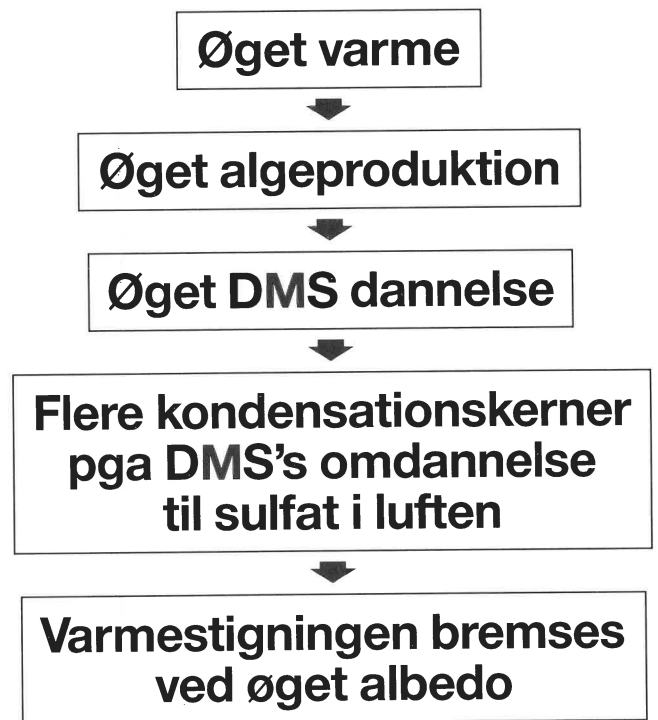 Øget varme
Øget algeproduktion
Øget DMS dannelse
Flere kondensationskerner
pga DMS's omdannelse
til sulfat i luften
Varmestigningen bremses
ved øget albedo